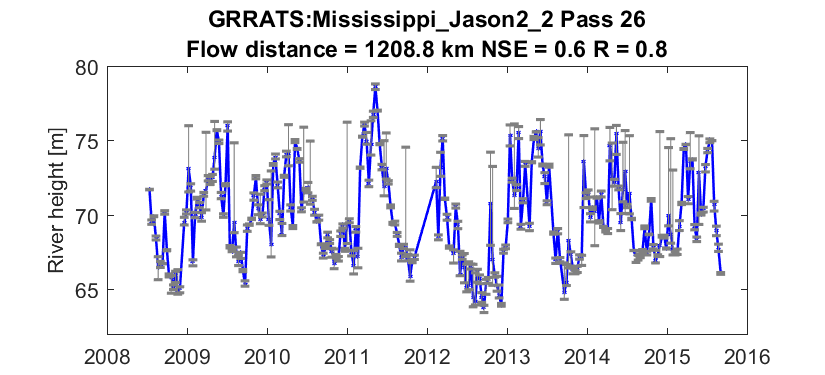 GRRATS:Mississippi_Jason2_2 Pass 26
Flow distance = 1208.8 km NSE = 0.6 R = 0.8
River height [m]
80
75
70
65
2008 2009 2010 2011 2012 2013 2014 2015 2016